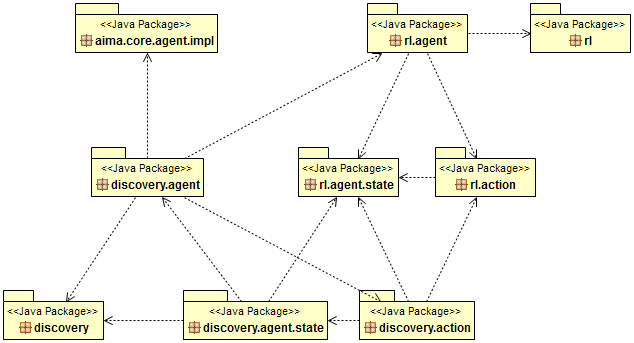 <<Java Package>>
aima.core.agent.impl
<<Java Package>>
rl.agent
<<Java Package>>
rl
<<Java Package>>
discovery.agent
<<Java Package>>
rl.agent.state
<<Java Package>>
rl.action
<<Java Package>>
discovery
<<Java Package>>
discovery.agent.state
<<Java Package>>
discovery.action